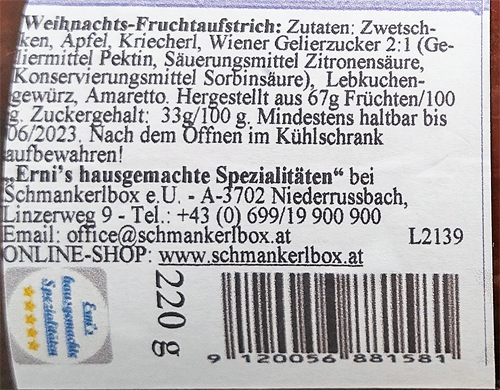 Weihnachts-Fruchtaufstrich: Zutaten: Zwetsch-
ken, Äpfel, Kriecherl, Wiener Gelierzucker 2:1 (Ge-
liermittel Pektin, Säuerungsmittel Zitronensäure,
Konservierungsmittel Sorbinsäure), Lebkuchen-
gewürz, Amaretto. Hergestellt aus 67g Früchten/100
g. Zuckergehalt: 33g/100 g. Mindestens haltbar bis
06/2023. Nach dem Öffnen im Kühlschrank
aufbewahren!
„Erni's hausgemachte Spezialitäten“ bei
Schmankerlbox e.U. - A-3702 Niederrussbach,
Linzerweg 9 - Tel.: +43 (0) 699/19 900 900
Email: office@schmankerlbox.at L2139
ONLINE-SHOP: www.schmankerlbox.at
Erni's
hausgemachte
Spezialitäten
220 g
9 120056 881581